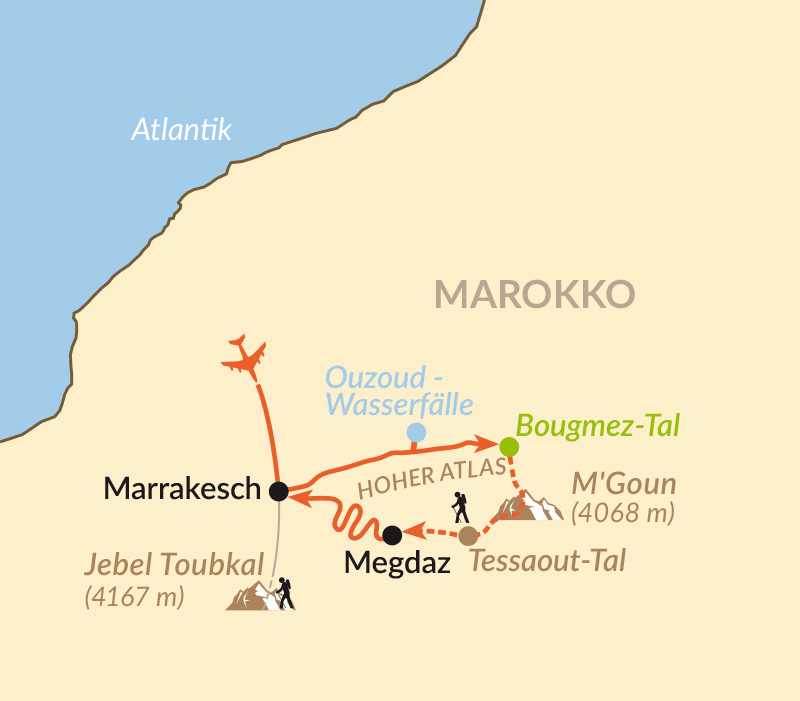 Atlantik
MAROKKO
Ouzoud -
Wasserfälle
Bougmez-Tal
HOHER ATLAS
Marrakesch
M'Goun
(4068 m)
Megdaz
Tessaout-Tal
Jebel Toubkal
(4167 m)